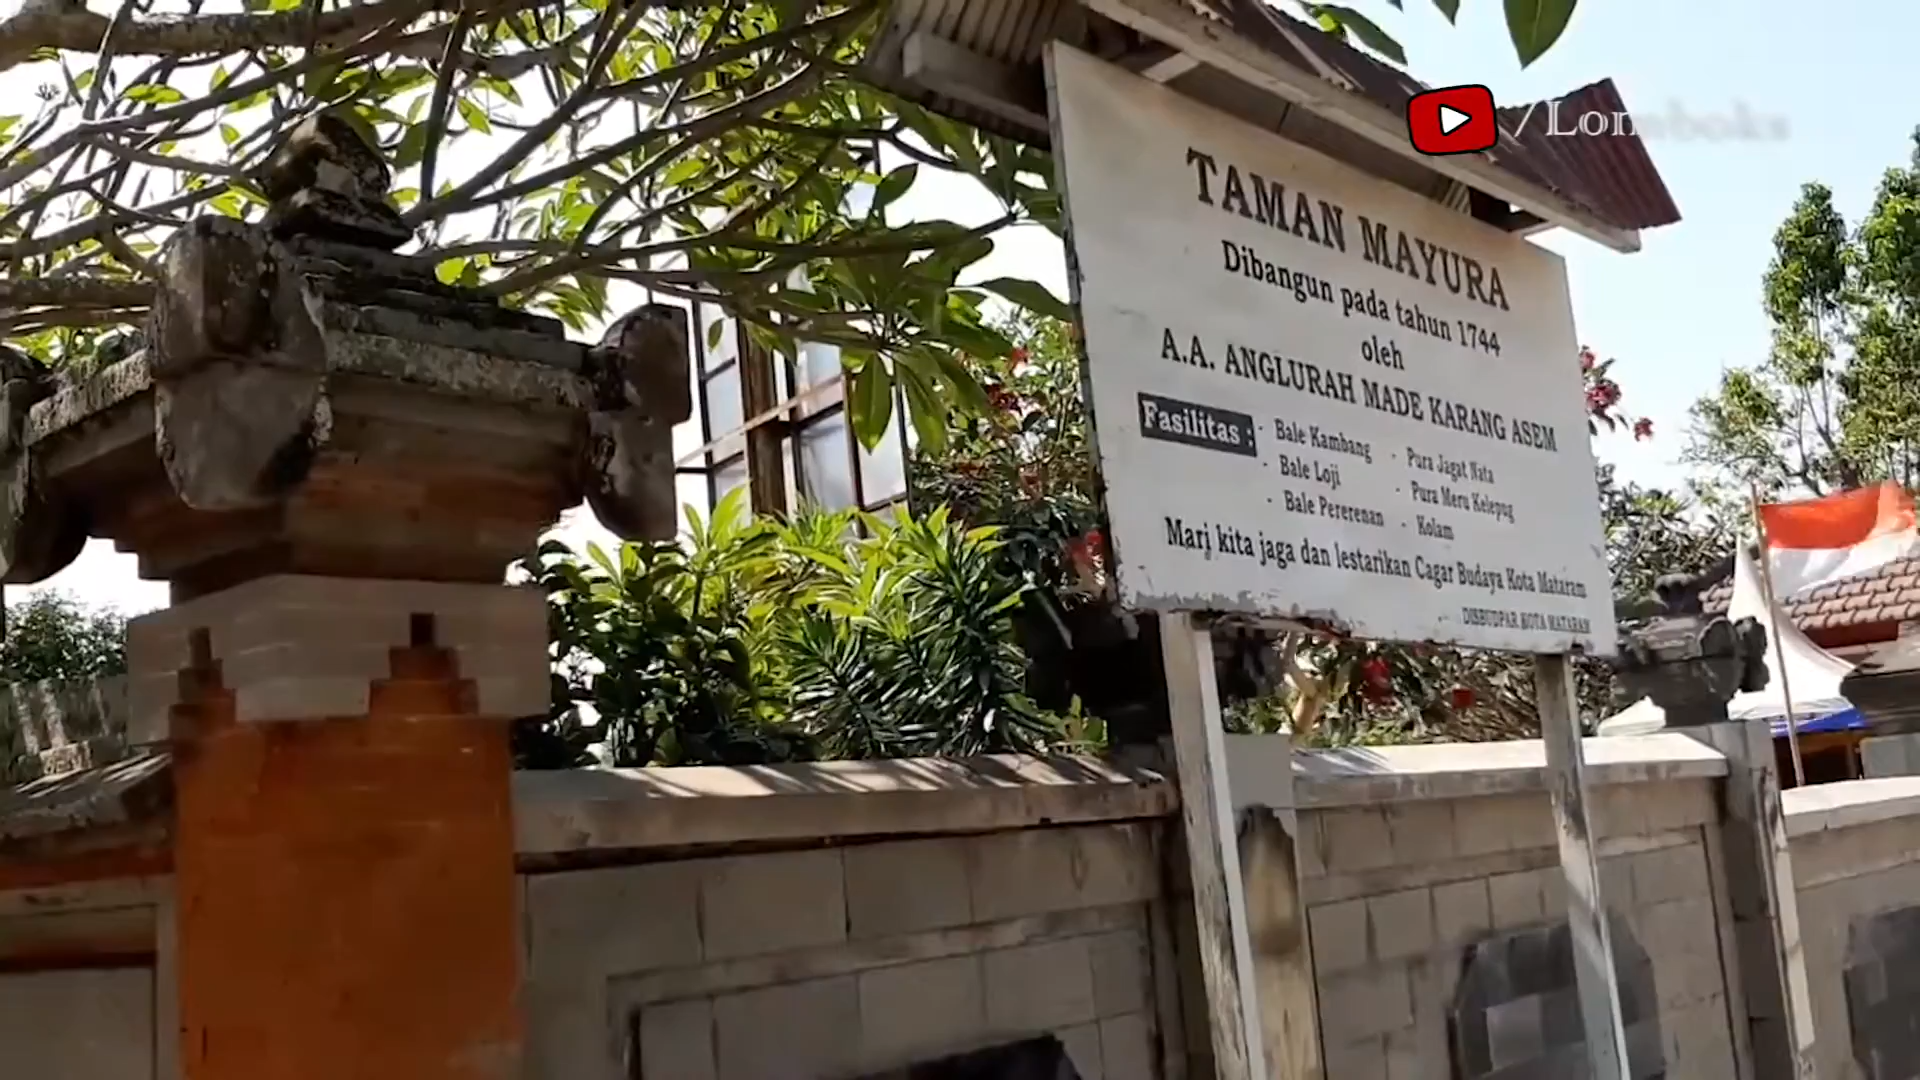 /Lomboks
TAMAN MAYURA
Dibangun pada tahun 1744
oleh
A.A. ANGLURAH MADE KARANG ASEM
Fasilitas :
- Bale Kambang
- Bale Loji
- Bale Pererenan
- Pura Jagat Nata
- Pura Meru Kelepug
- Kolam
Mari kita jaga dan lestarikan Cagar Budaya Kota Mataram
DISBUDPAR KOTA MATARAM